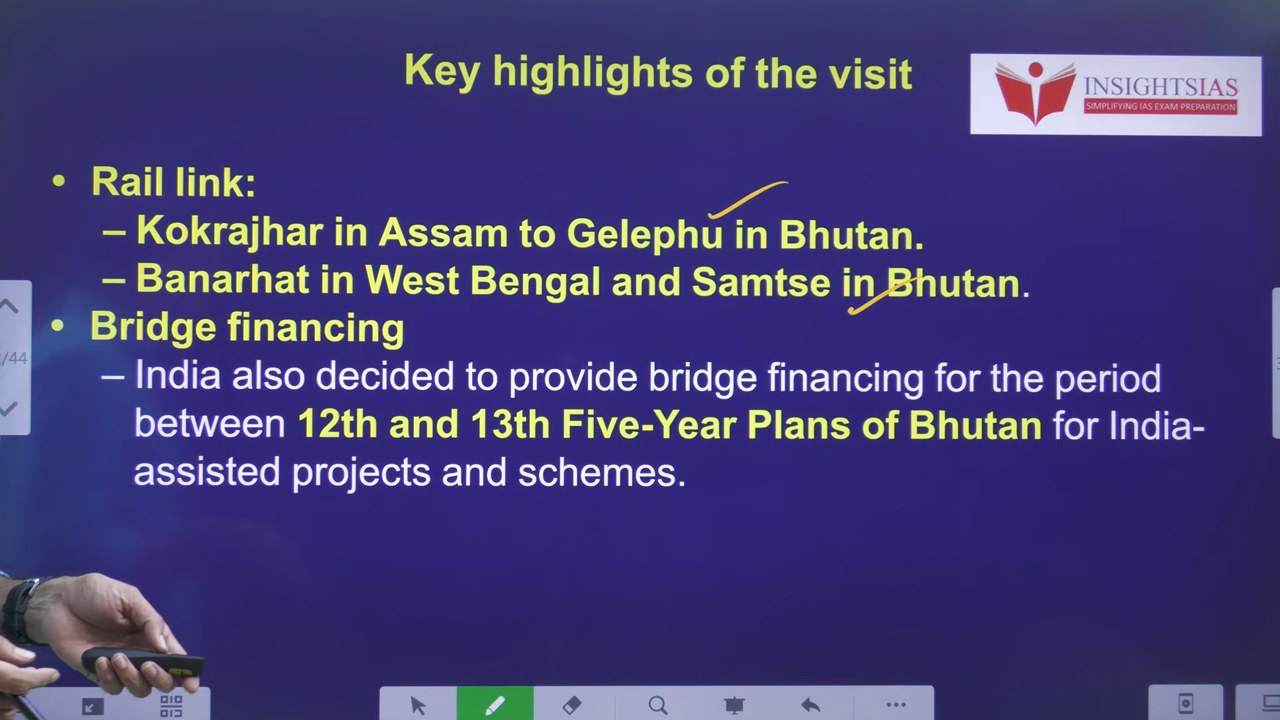 Key highlights of the visit
INSIGHTSIAS
SIMPLIFYING IAS EXAM PREPARATION
• Rail link:
– Kokrajhar in Assam to Gelephu in Bhutan.
– Banarhat in West Bengal and Samtse in Bhutan.
• Bridge financing
– India also decided to provide bridge financing for the period
between 12th and 13th Five-Year Plans of Bhutan for India-
assisted projects and schemes.
/44